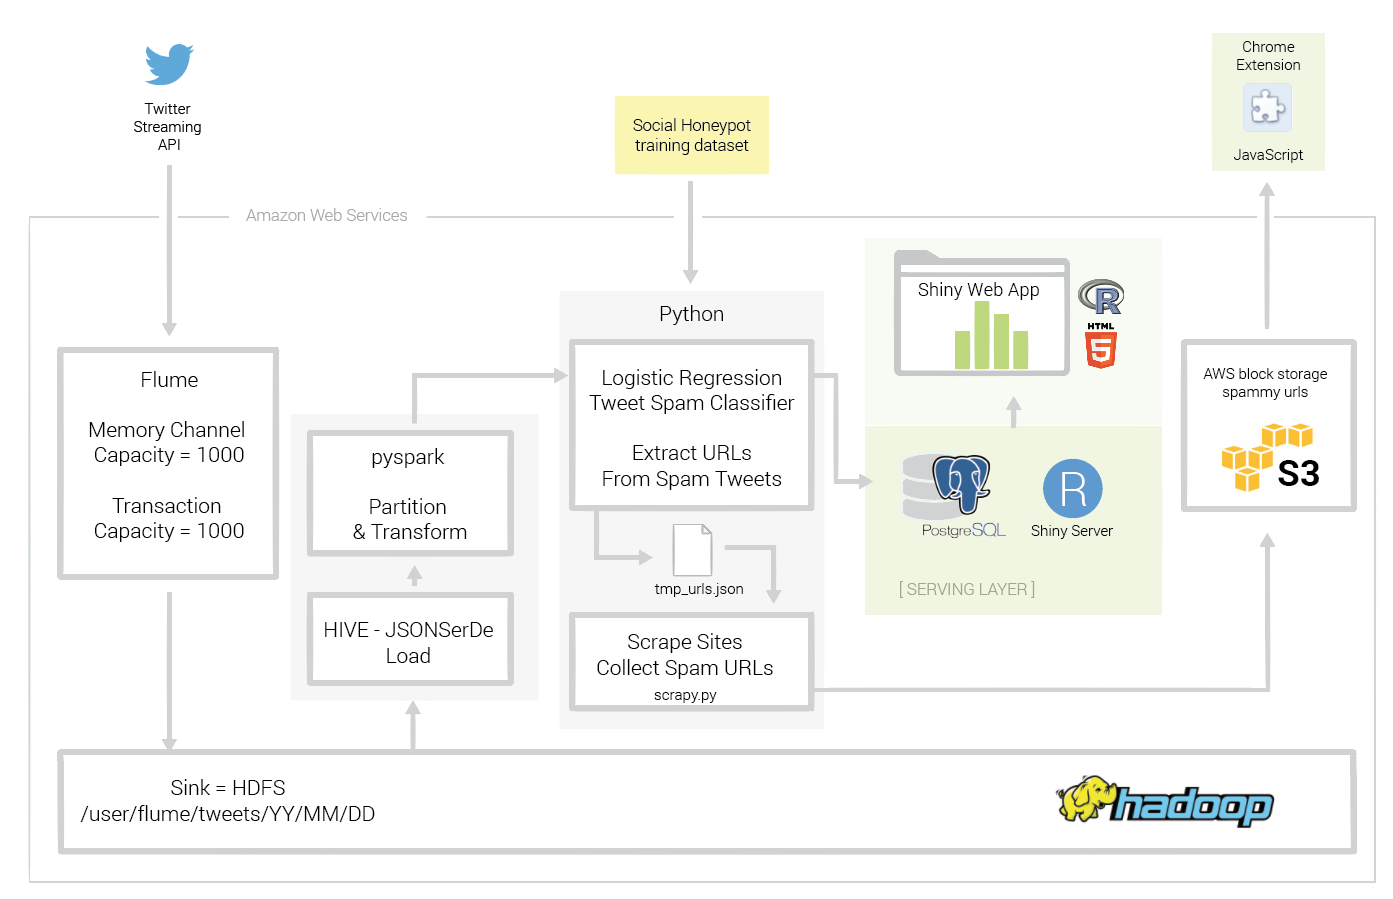 Twitter
Streaming
API
Social Honeypot
training dataset
Chrome
Extension
JavaScript
Amazon Web Services
Flume
Memory Channel
Capacity = 1000
Transaction
Capacity = 1000
pyspark
Partition
& Transform
HIVE - JSONSerDe
Load
Python
Logistic Regression
Tweet Spam Classifier
Extract URLs
From Spam Tweets
tmp_urls.json
Scrape Sites
Collect Spam URLs
scrapy.py
Shiny Web App
R
HTML
5
PostgreSQL
R
Shiny Server
[ SERVING LAYER ]
AWS block storage
spammy urls
S3
Sink = HDFS
/user/flume/tweets/YY/MM/DD
hadoop